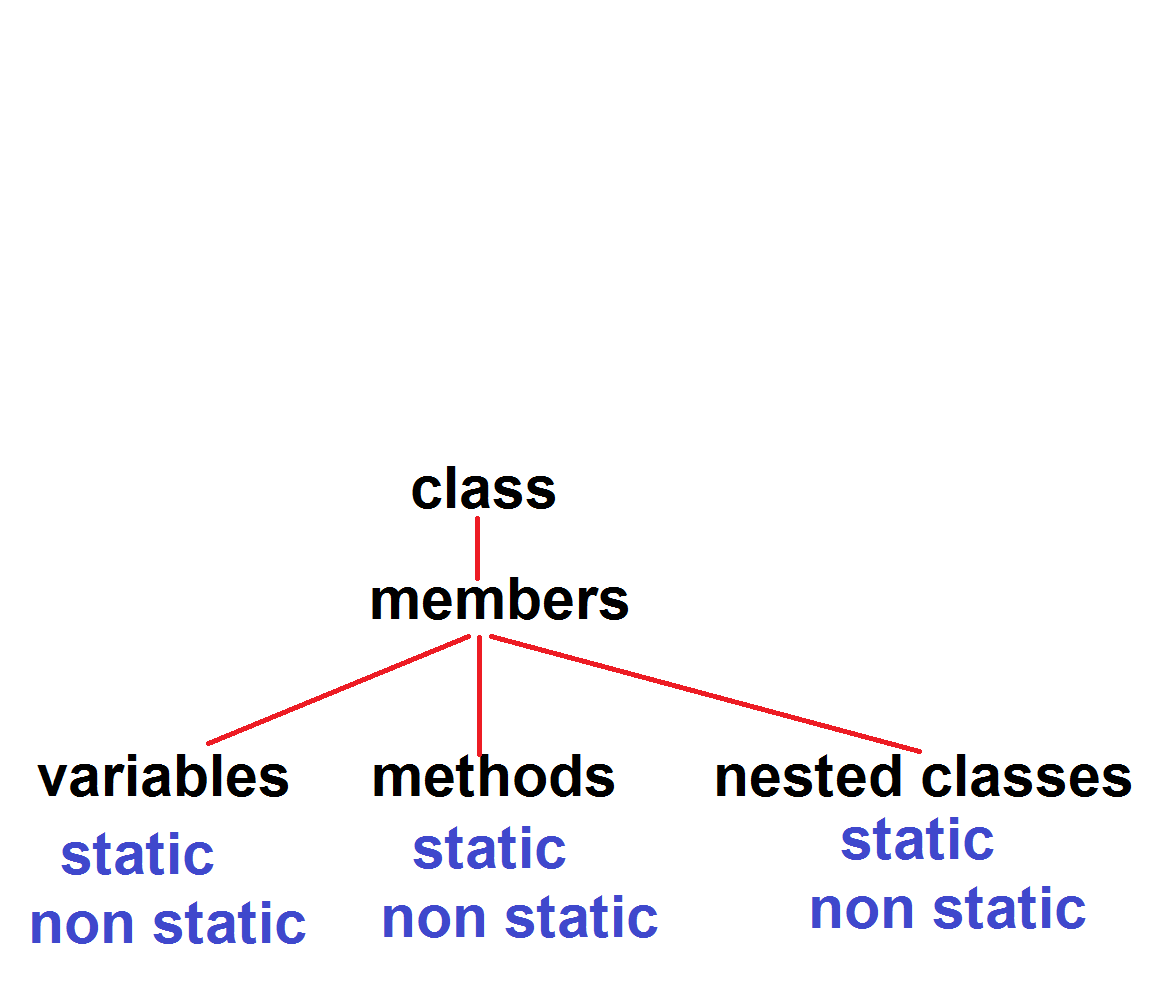 class
members
variables methods nested classes
static static static
non static non static non static